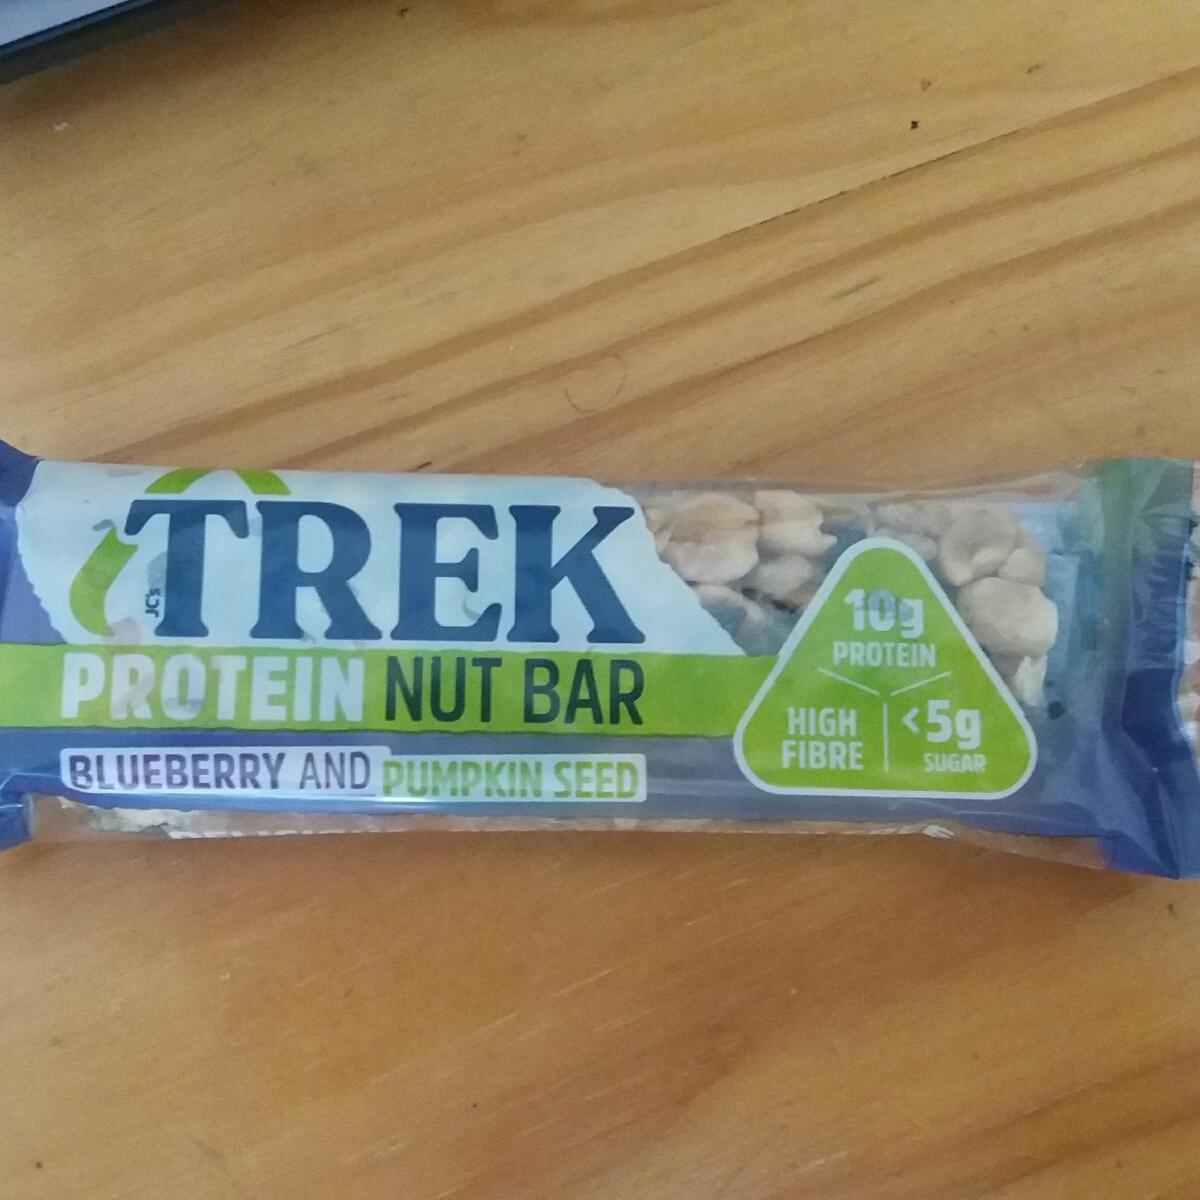 JC's
TREK
PROTEIN NUT BAR
BLUEBERRY AND PUMPKIN SEED
10g
PROTEIN
HIGH
FIBRE
<5g
SUGAR